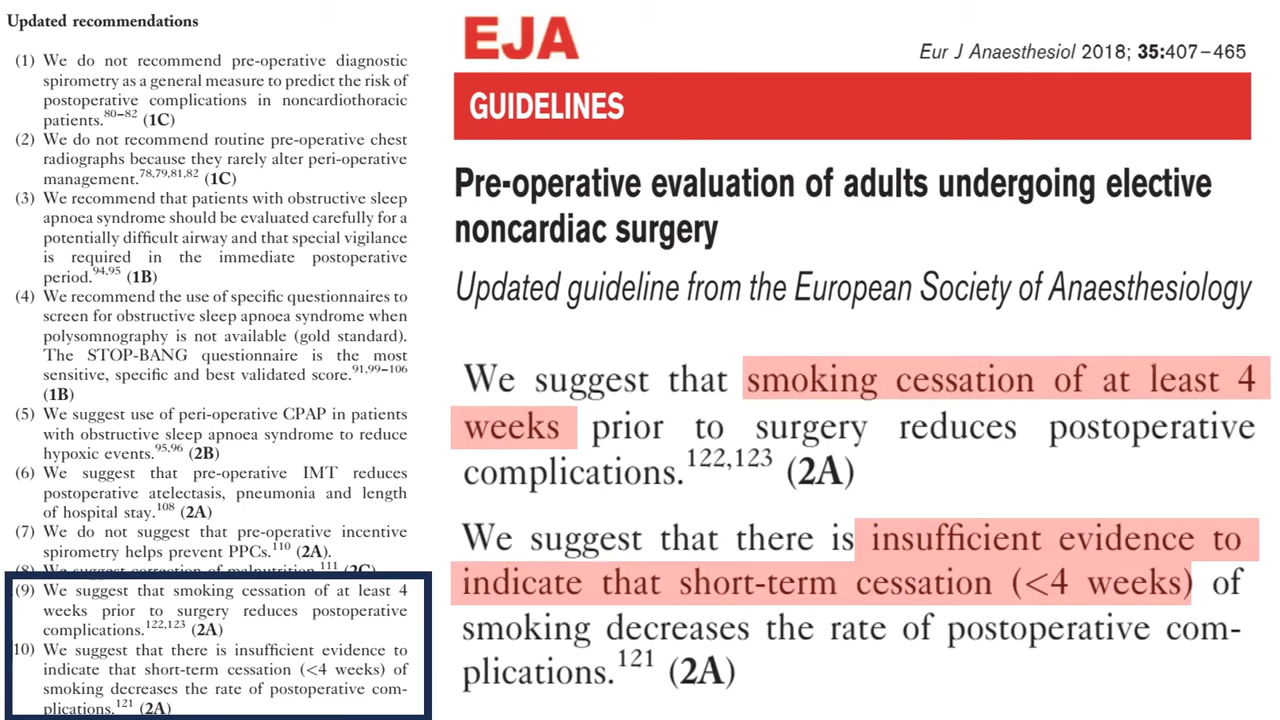 Updated recommendations
(1) We do not recommend pre-operative diagnostic
spirometry as a general measure to predict the risk of
postoperative complications in noncardiothoracic
patients.80–82 (1C)
(2) We do not recommend routine pre-operative chest
radiographs because they rarely alter peri-operative
management.78,79,81,82 (1C)
(3) We recommend that patients with obstructive sleep
apnoea syndrome should be evaluated carefully for a
potentially difficult airway and that special vigilance
is required in the immediate postoperative
period.94,95 (1B)
(4) We recommend the use of specific questionnaires to
screen for obstructive sleep apnoea syndrome when
polysomnography is not available (gold standard).
The STOP-BANG questionnaire is the most
sensitive, specific and best validated score.91,99–106
(1B)
(5) We suggest use of peri-operative CPAP in patients
with obstructive sleep apnoea syndrome to reduce
hypoxic events.95,96 (2B)
(6) We suggest that pre-operative IMT reduces
postoperative atelectasis, pneumonia and length
of hospital stay.108 (2A)
(7) We do not suggest that pre-operative incentive
spirometry helps prevent PPCs.110 (2A).
(8) We suggest correction of malnutrition.111 (2C)
(9) We suggest that smoking cessation of at least 4
weeks prior to surgery reduces postoperative
complications.122,123 (2A)
10) We suggest that there is insufficient evidence to
indicate that short-term cessation (<4 weeks) of
smoking decreases the rate of postoperative com-
plications.121 (2A)
EJA
Eur J Anaesthesiol 2018; 35:407–465
GUIDELINES
Pre-operative evaluation of adults undergoing elective
noncardiac surgery
Updated guideline from the European Society of Anaesthesiology
We suggest that smoking cessation of at least 4
weeks prior to surgery reduces postoperative
complications.122,123 (2A)
We suggest that there is insufficient evidence to
indicate that short-term cessation (<4 weeks) of
smoking decreases the rate of postoperative com-
plications.121 (2A)